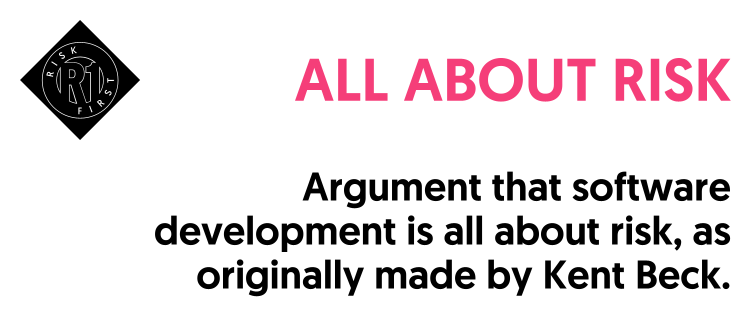 RISK
R1
FIRST
ALL ABOUT RISK
Argument that software
development is all about risk, as
originally made by Kent Beck.